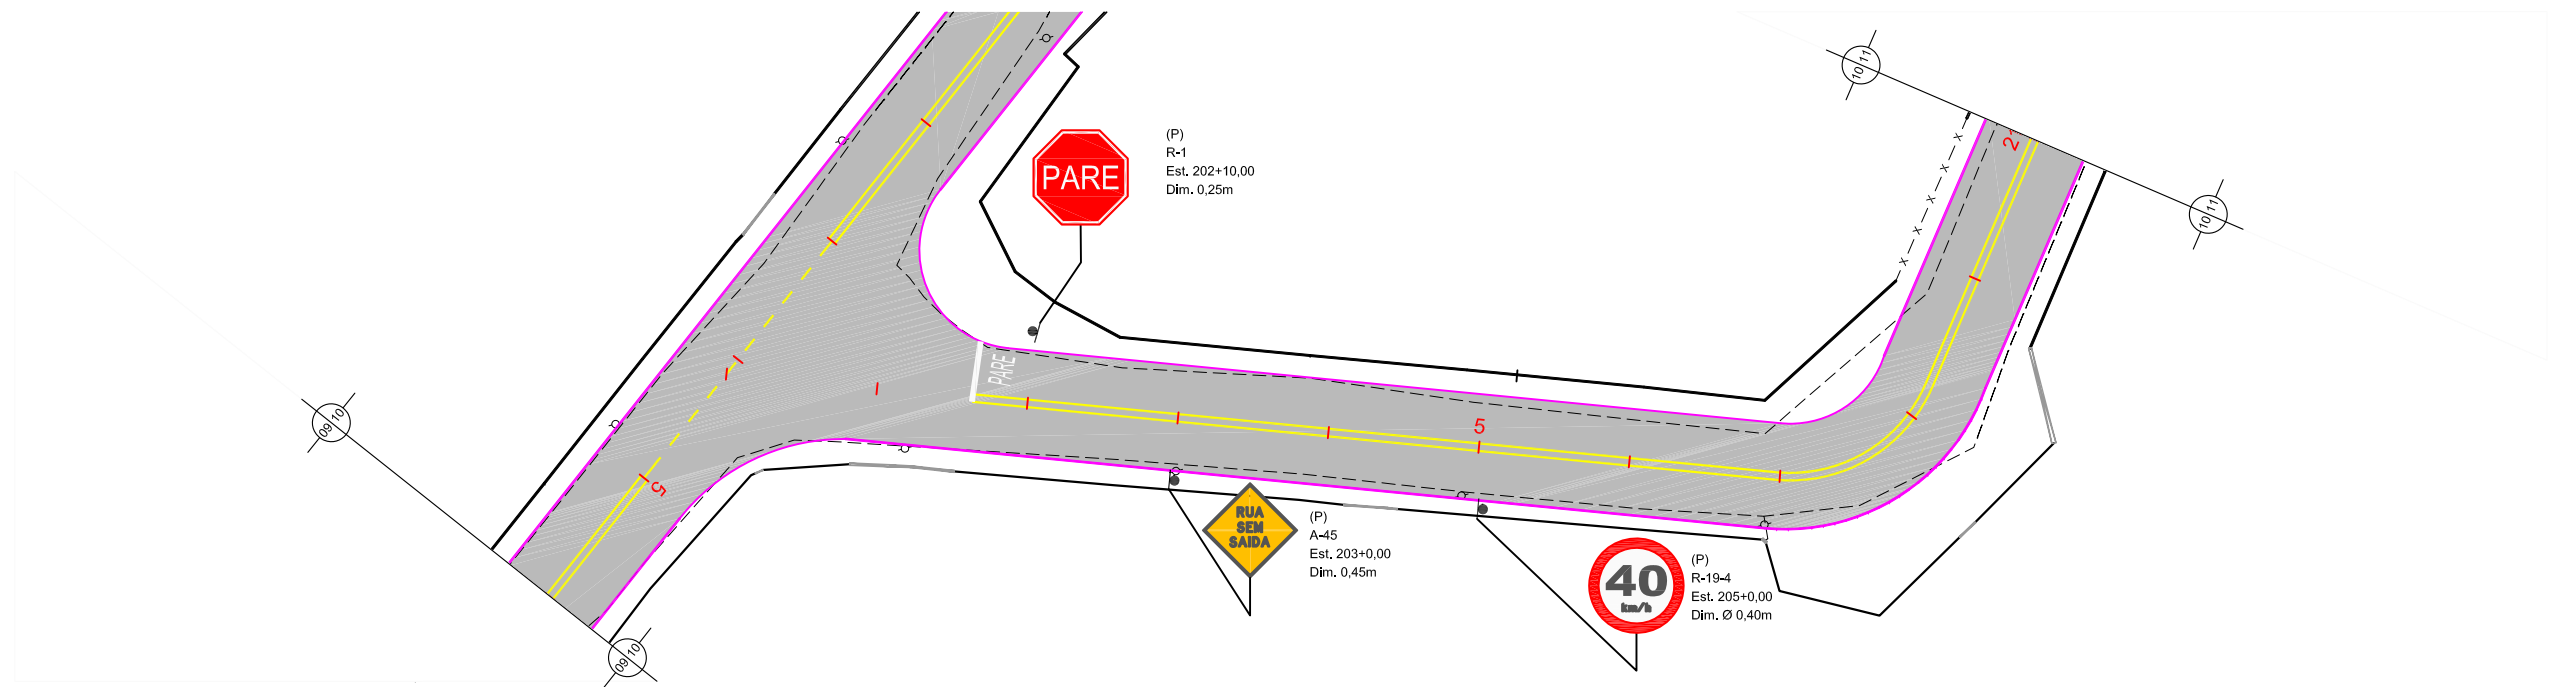 10 11
2
PARE
(P)
R-1
Est. 202+10,00
Dim. 0,25m
10 11
PARE
09 10
5
5
RUA
SEM
SAIDA
(P)
A-45
Est. 203+0,00
Dim. 0,45m
40
km/h
(P)
R-19-4
Est. 205+0,00
Dim. Ø 0,40m
09 10